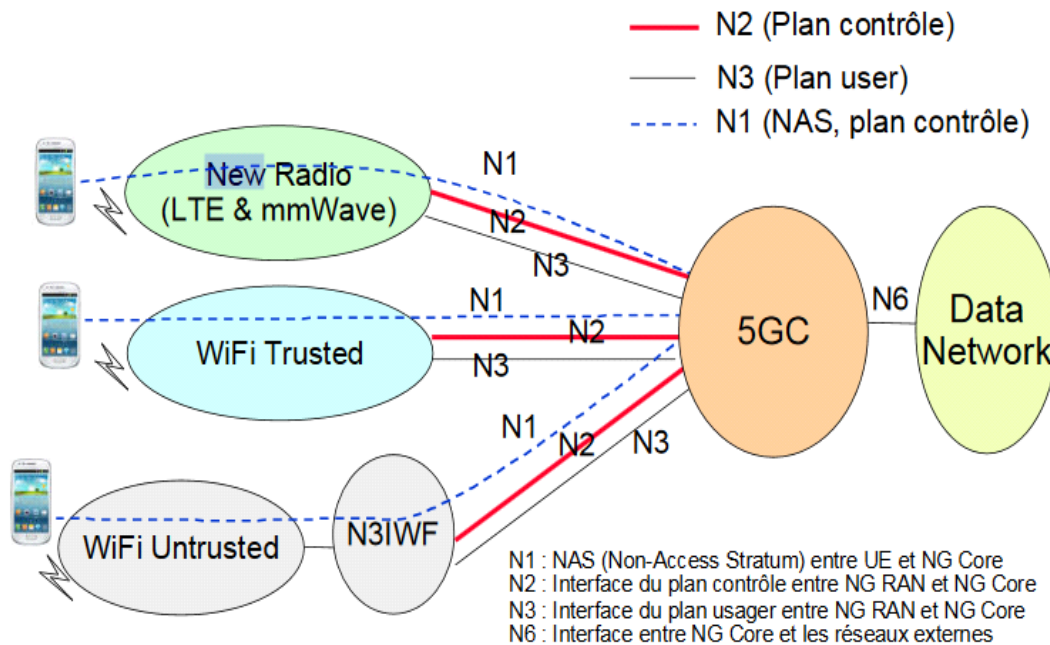 N2 (Plan contrôle)
N3 (Plan user)
N1 (NAS, plan contrôle)
New Radio
(LTE & mmWave)
N1
N2
N3
WiFi Trusted
N1
N2
N3
5GC
N6
Data
Network
WiFi Untrusted
N3IWF
N1
N2
N3
N1 : NAS (Non-Access Stratum) entre UE et NG Core
N2 : Interface du plan contrôle entre NG RAN et NG Core
N3 : Interface du plan usager entre NG RAN et NG Core
N6 : Interface entre NG Core et les réseaux externes